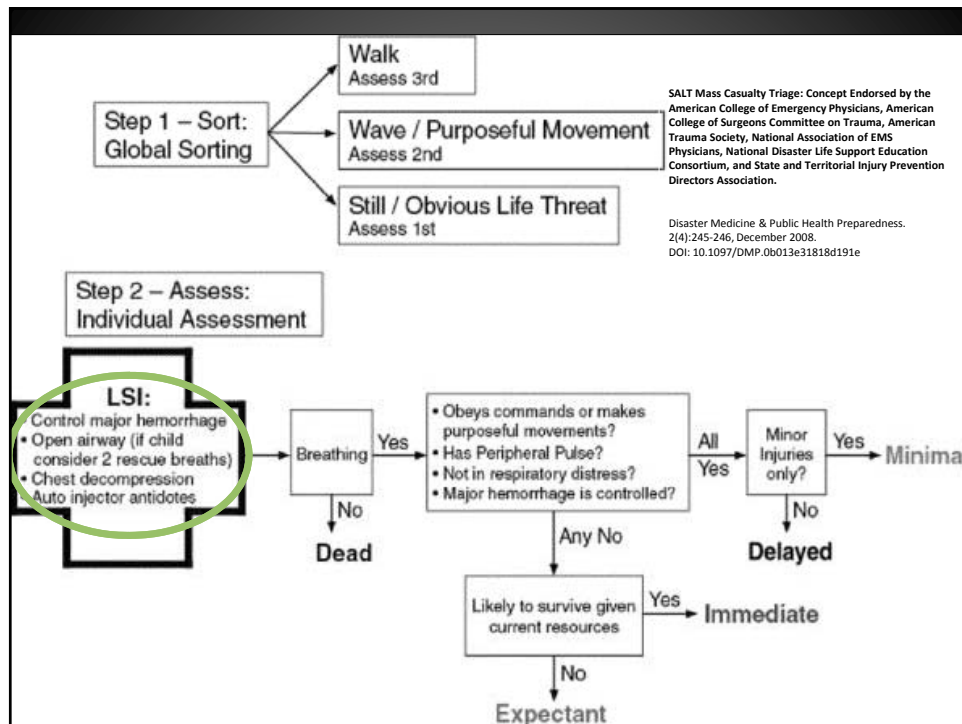 Walk
Assess 3rd
Step 1 – Sort:
Global Sorting
Wave / Purposeful Movement
Assess 2nd
Still / Obvious Life Threat
Assess 1st
SALT Mass Casualty Triage: Concept Endorsed by the
American College of Emergency Physicians, American
College of Surgeons Committee on Trauma, American
Trauma Society, National Association of EMS
Physicians, National Disaster Life Support Education
Consortium, and State and Territorial Injury Prevention
Directors Association.
Disaster Medicine & Public Health Preparedness.
2(4):245-246, December 2008.
DOI: 10.1097/DMP.0b013e31818d191e
Step 2 – Assess:
Individual Assessment
LSI:
• Control major hemorrhage
• Open airway (if child
consider 2 rescue breaths)
• Chest decompression
• Auto injector antidotes
Breathing
Yes
No
Dead
• Obeys commands or makes
purposeful movements?
• Has Peripheral Pulse?
• Not in respiratory distress?
• Major hemorrhage is controlled?
All
Yes
Minor
Injuries
only?
Yes
Minima
No
Delayed
Any No
Likely to survive given
current resources
Yes
Immediate
No
Expectant